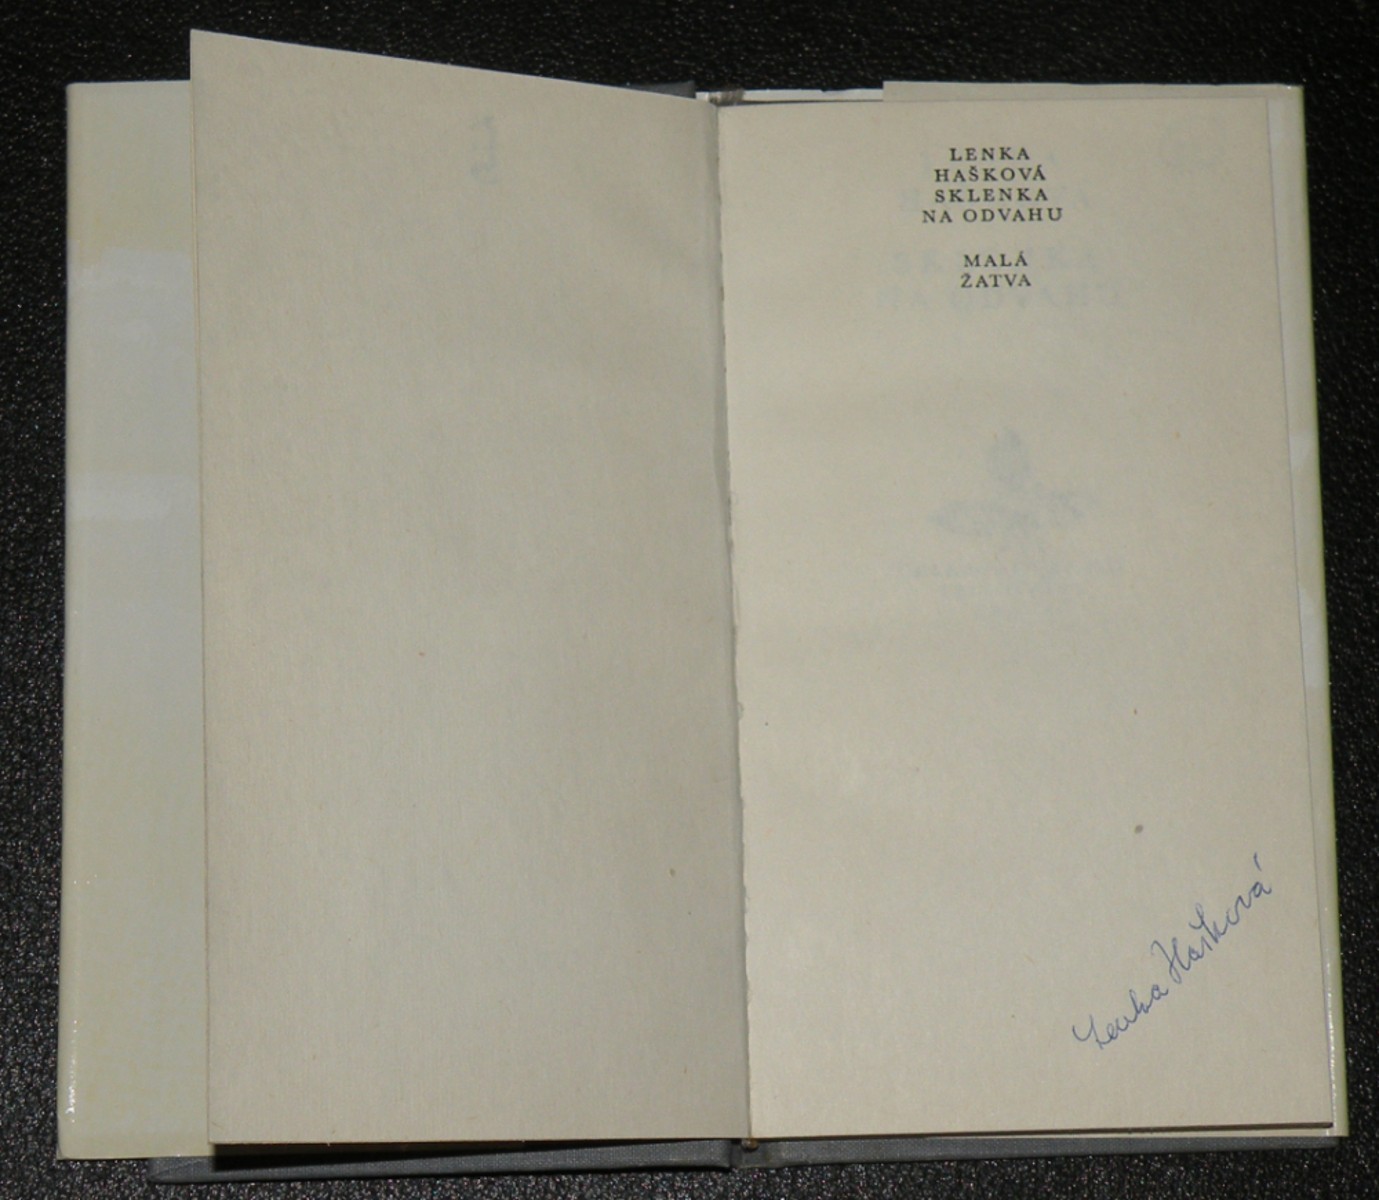 LENKA
HAŠKOVÁ
SKLENKA
NA ODVAHU
MALÁ
ŽATVA
Lenka Hašková